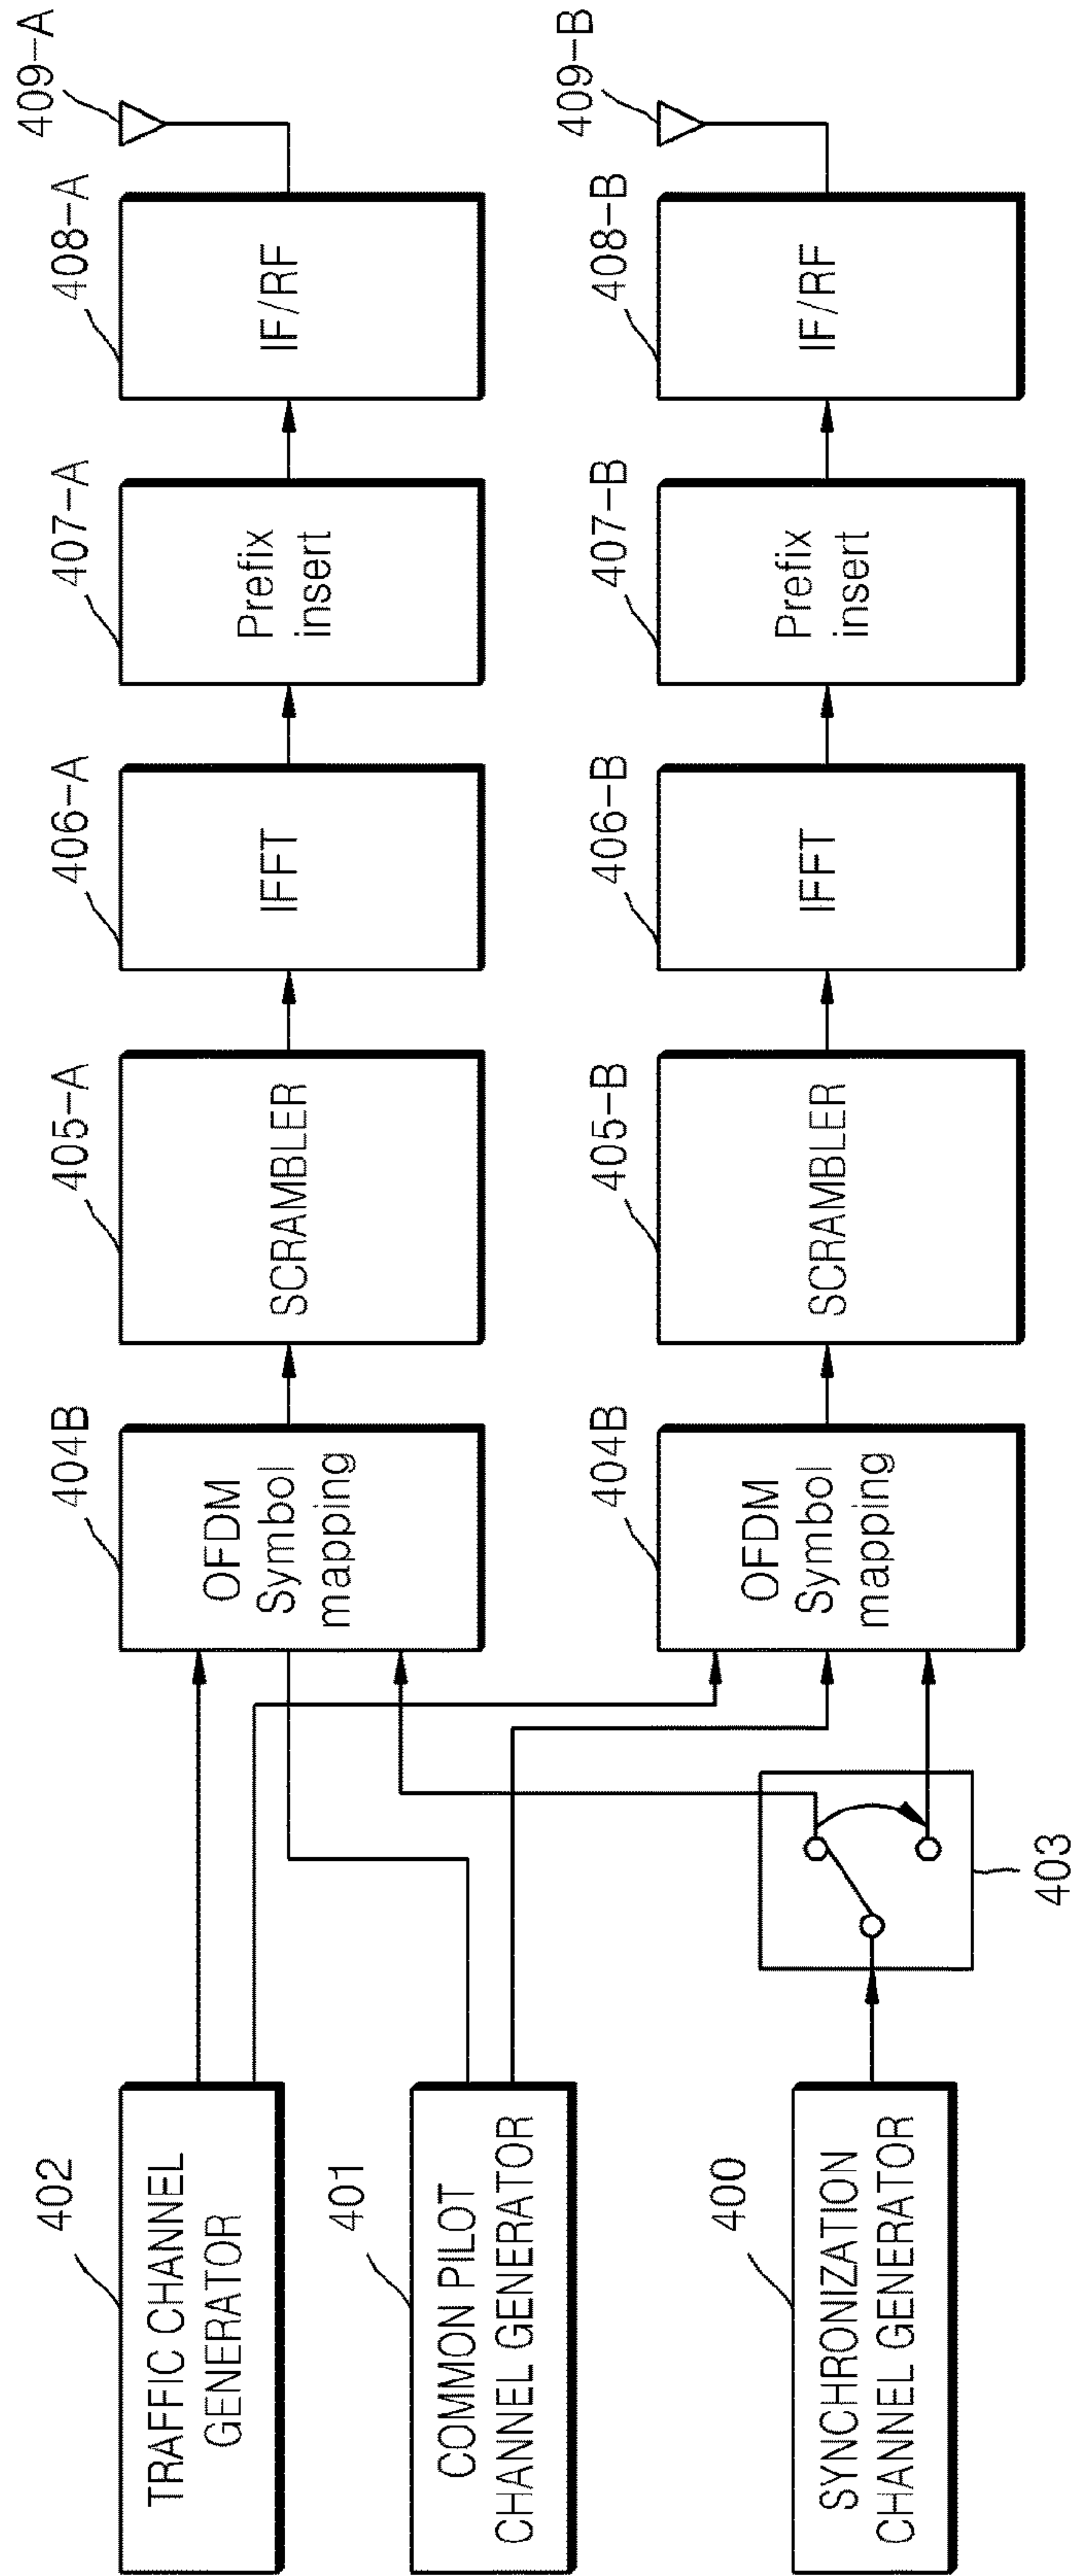 402
TRAFFIC CHANNEL
GENERATOR
401
COMMON PILOT
CHANNEL GENERATOR
400
SYNCHRONIZATION
CHANNEL GENERATOR
403
404B
OFDM
Symbol
mapping
405-A
SCRAMBLER
406-A
IFFT
407-A
Prefix
insert
408-A
IF/RF
409-A
404B
OFDM
Symbol
mapping
405-B
SCRAMBLER
406-B
IFFT
407-B
Prefix
insert
408-B
IF/RF
409-B